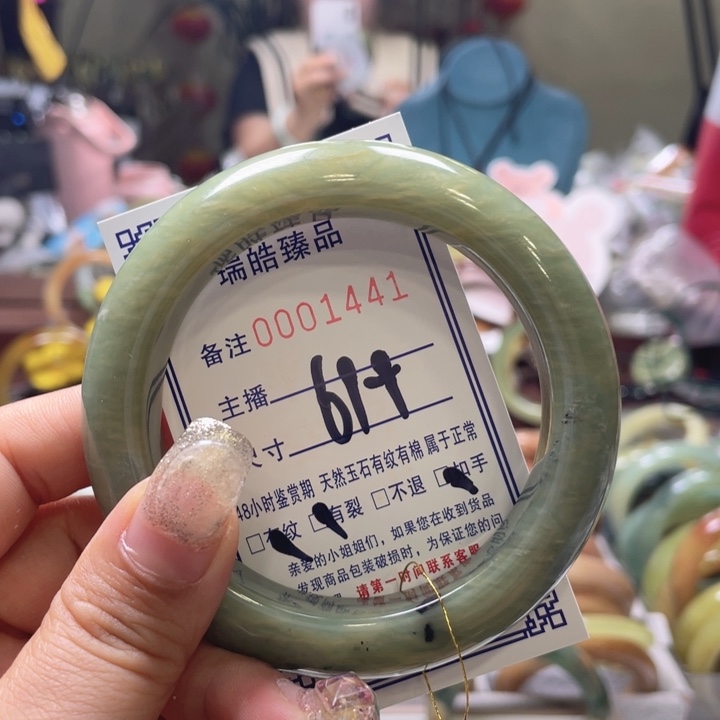 瑞皓臻品
备注 0001441
主播
尺寸 61+
48小时鉴赏期 天然玉石有纹有棉 属于正常
□有纹 □有裂 □不退 □扣手
亲爱的小姐姐们，如果您在收到货品
发现商品包装破损时，为保证您的问
请第一时间联系客服